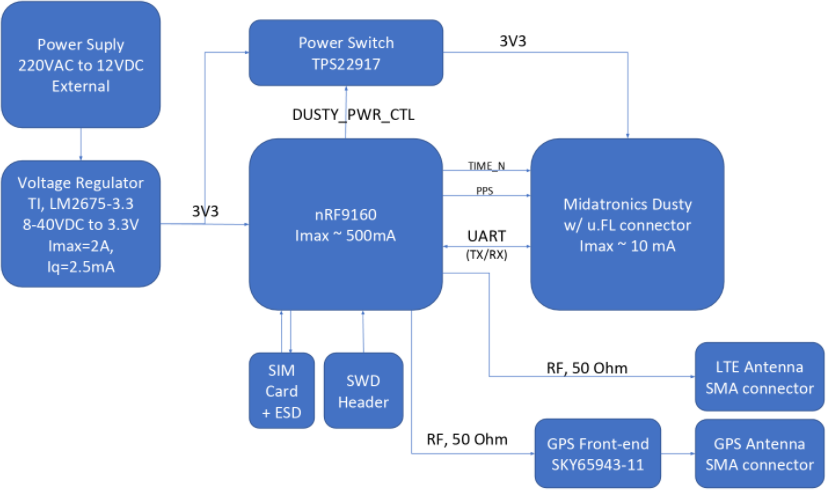 Power Suply
220VAC to 12VDC
External
Power Switch
TPS22917
3V3
DUSTY_PWR_CTL
Voltage Regulator
TI, LM2675-3.3
8-40VDC to 3.3V
Imax=2A,
Iq=2.5mA
3V3
nRF9160
Imax ~ 500mA
TIME_N
PPS
UART
(TX/RX)
Midatronics Dusty
w/ u.FL connector
Imax ~ 10 mA
SIM
Card
+ ESD
SWD
Header
RF, 50 Ohm
LTE Antenna
SMA connector
RF, 50 Ohm
GPS Front-end
SKY65943-11
GPS Antenna
SMA connector